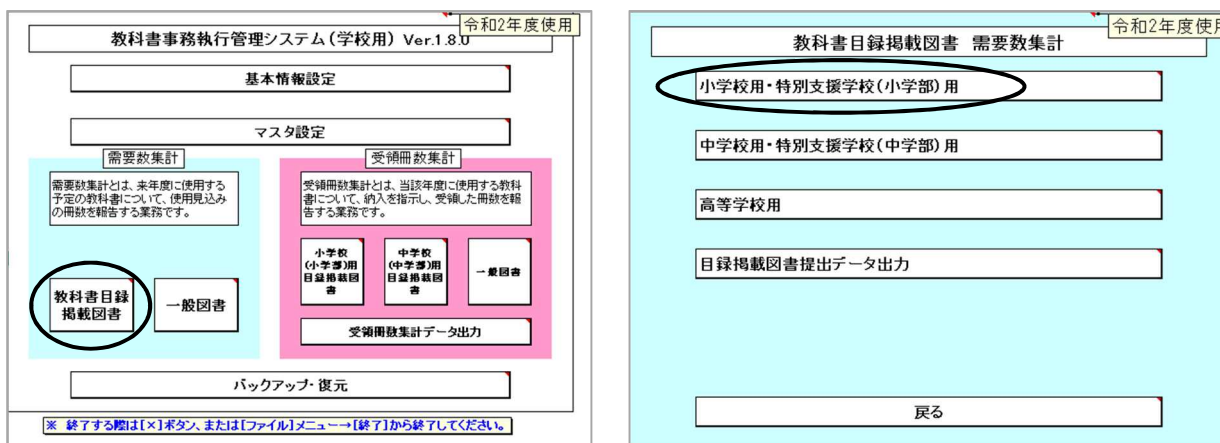 令和2年度使用
教科書事務執行管理システム(学校用) Ver.1.8.0
基本情報設定
マスタ設定
需要数集計
需要数集計とは、来年度に使用する
予定の教科書について、使用見込み
の冊数を報告する業務です。
教科書目録
掲載図書
一般図書
受領冊数集計
受領冊数集計とは、当該年度に使用する教科
書について、納入を指示し、受領した冊数を報
告する業務です。
小学校
(小学部)用
目録掲載図
書
中学校
(中学部)用
目録掲載図
書
一般図書
受領冊数集計データ出力
バックアップ・復元
※ 終了する際は[×]ボタン、または[ファイル]メニュー→[終了]から終了してください。
令和2年度使用
教科書目録掲載図書 需要数集計
小学校用・特別支援学校(小学部)用
中学校用・特別支援学校(中学部)用
高等学校用
目録掲載図書提出データ出力
戻る